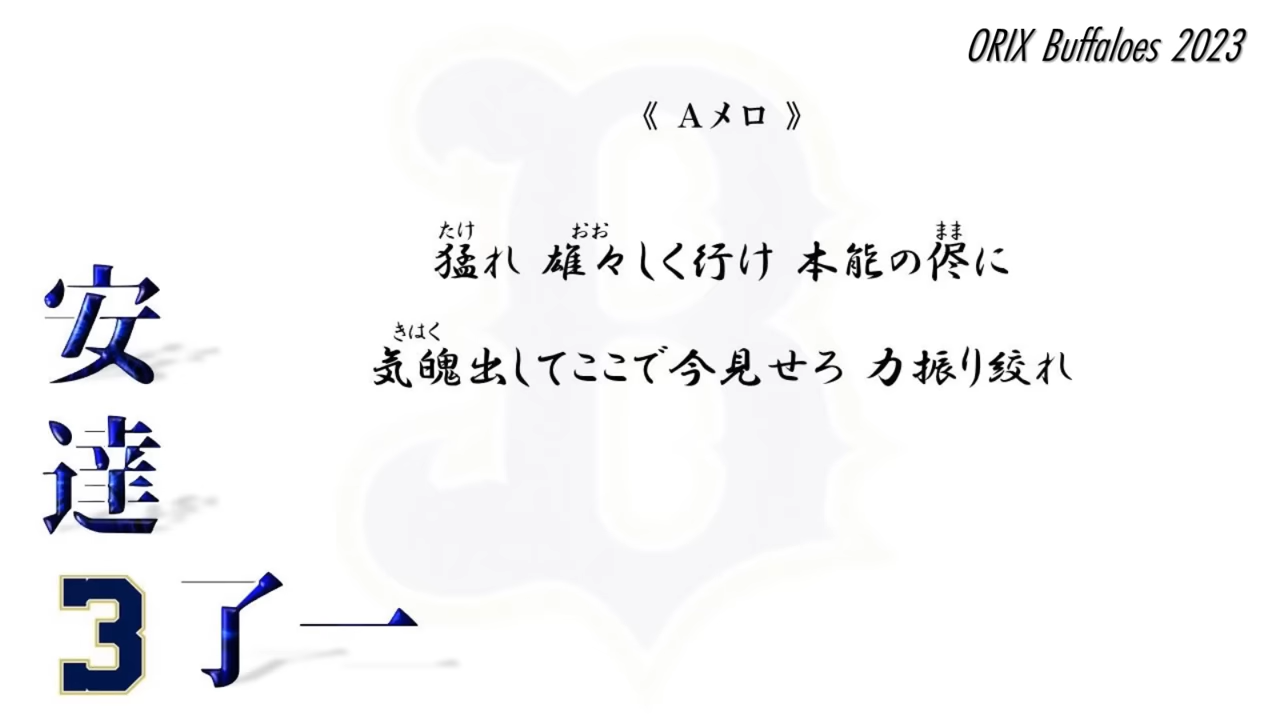 ORIX Buffaloes 2023
《 Aメロ 》
たけ おお まま
猛れ 雄々しく行け 本能の侭に
きはく
気魄出してここで今見せろ 力振り絞れ
安達
3 了一